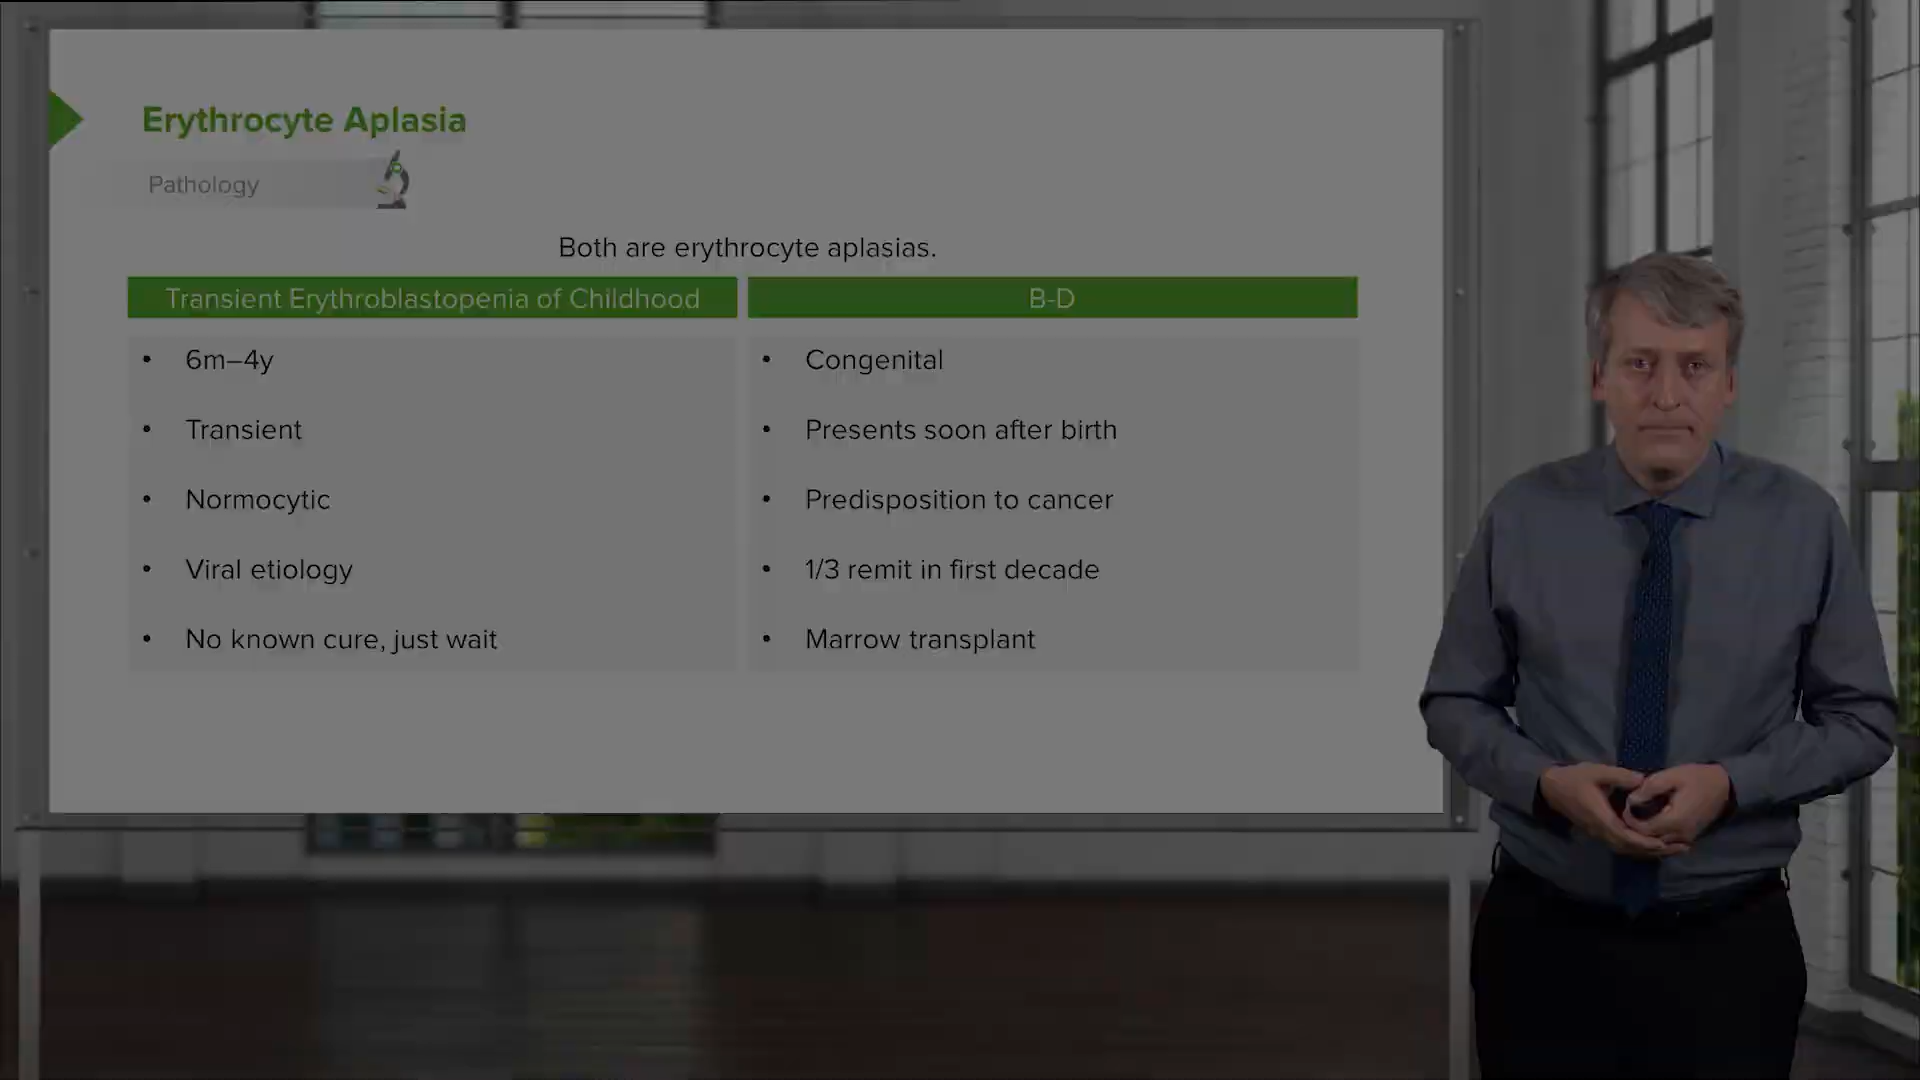 Erythrocyte Aplasia
Pathology
Both are erythrocyte aplasias.
Transient Erythroblastopenia of Childhood
• 6m–4y
• Transient
• Normocytic
• Viral etiology
• No known cure, just wait
B-D
• Congenital
• Presents soon after birth
• Predisposition to cancer
• 1/3 remit in first decade
• Marrow transplant